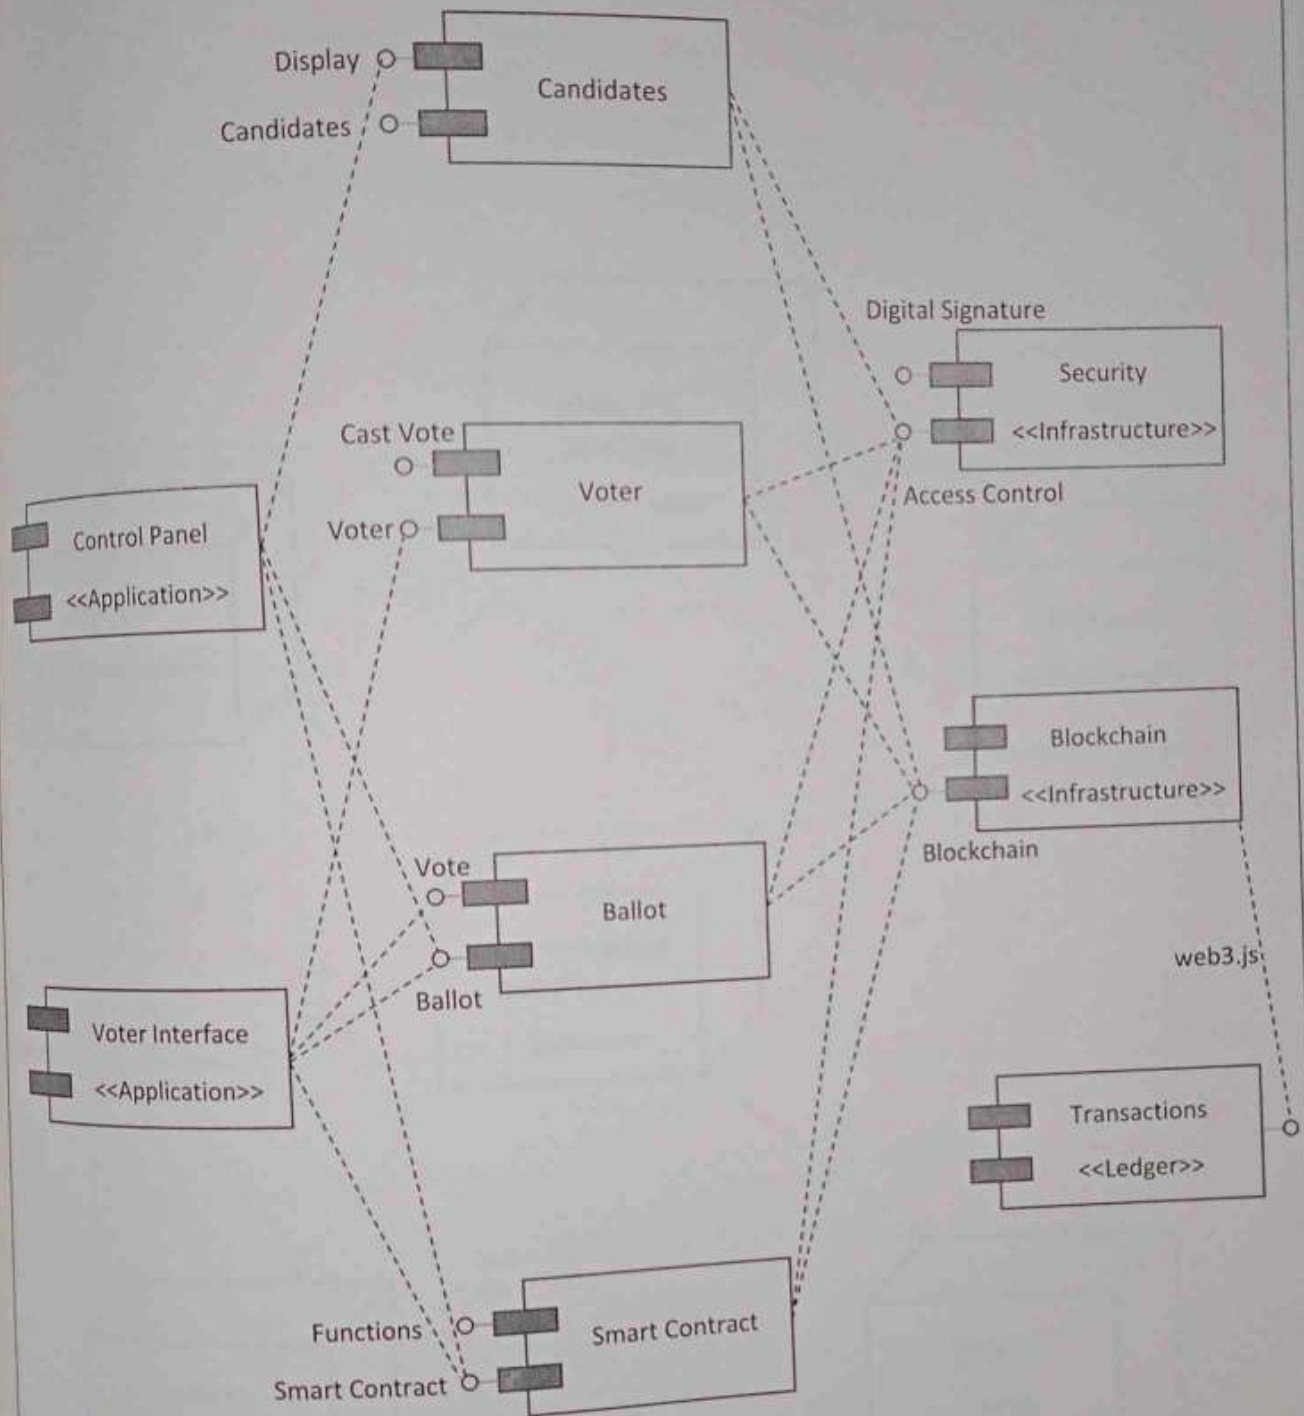 Display
Candidates
Candidates
Digital Signature
Security
<<Infrastructure>>
Access Control
Cast Vote
Voter
Voter
Control Panel
<<Application>>
Blockchain
<<Infrastructure>>
Blockchain
Vote
Ballot
Ballot
web3.js
Voter Interface
<<Application>>
Transactions
<<Ledger>>
Functions
Smart Contract
Smart Contract